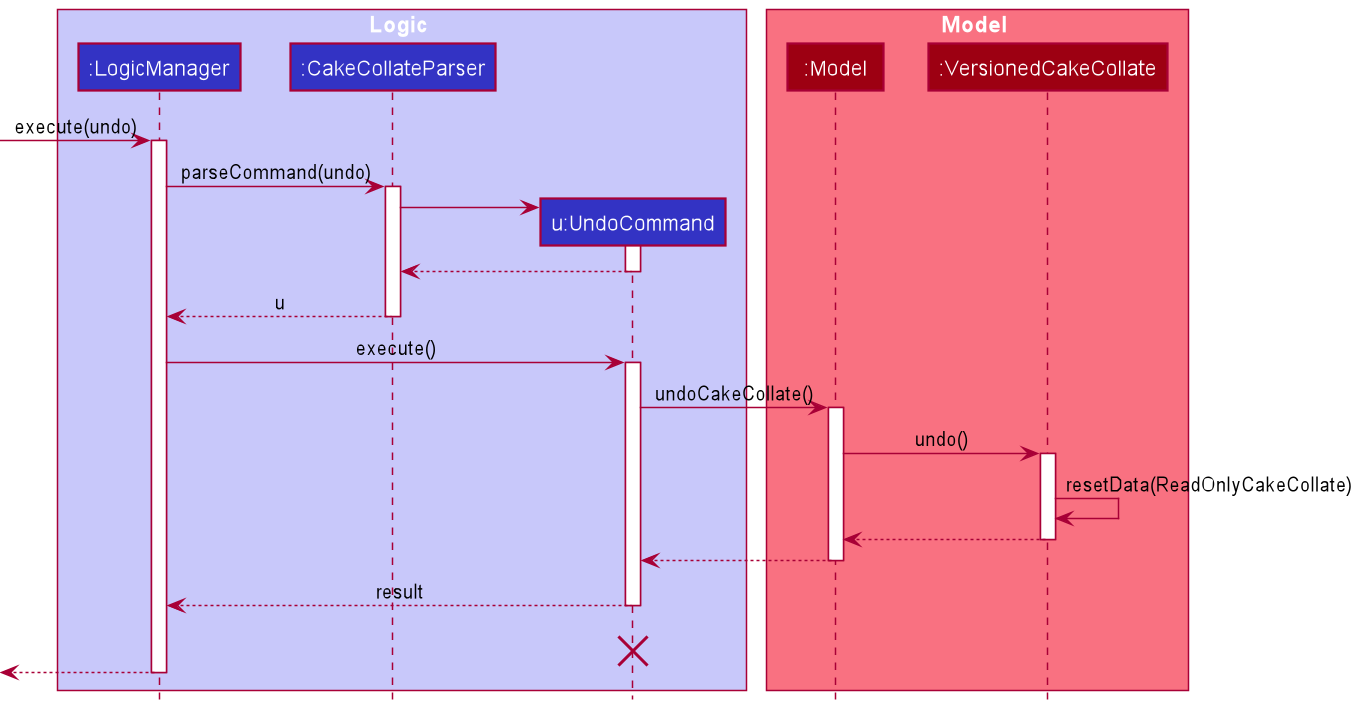 Logic
Model
:LogicManager
:CakeCollateParser
:Model
:VersionedCakeCollate
execute(undo)
parseCommand(undo)
u:UndoCommand
u
execute()
undoCakeCollate()
undo()
resetData(ReadOnlyCakeCollate)
result